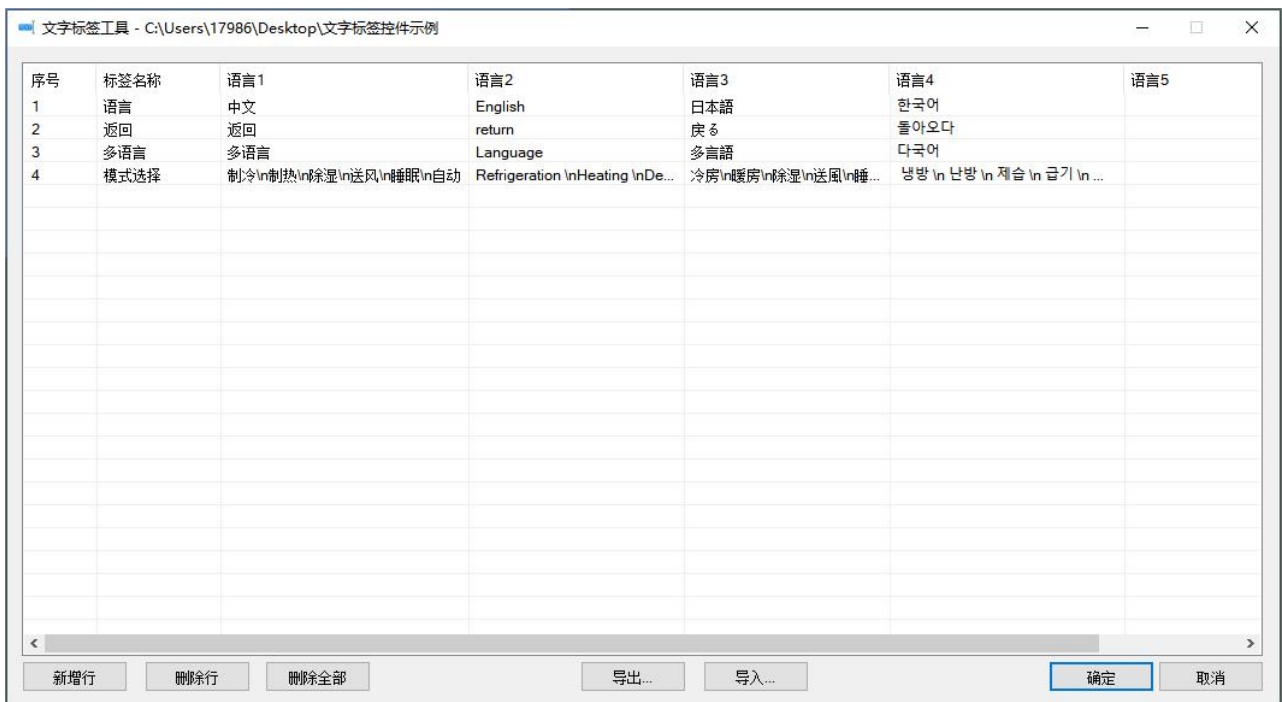 文字标签工具 - C:\Users\17986\Desktop\文字标签控件示例
序号 标签名称 语言1 语言2 语言3 语言4 语言5
1 语言 中文 English 日本語 한국어
2 返回 返回 return 戻る 돌아오다
3 多语言 多语言 Language 多言語 다국어
4 模式选择 制冷\n制热\n除湿\n送风\n睡眠\n自动 Refrigeration \nHeating \nDe... 冷房\n暖房\n除湿\n送風\n睡... 냉방 \n 난방 \n 제습 \n 급기 \n ...
新增行 删除行 删除全部 导出... 导入... 确定 取消